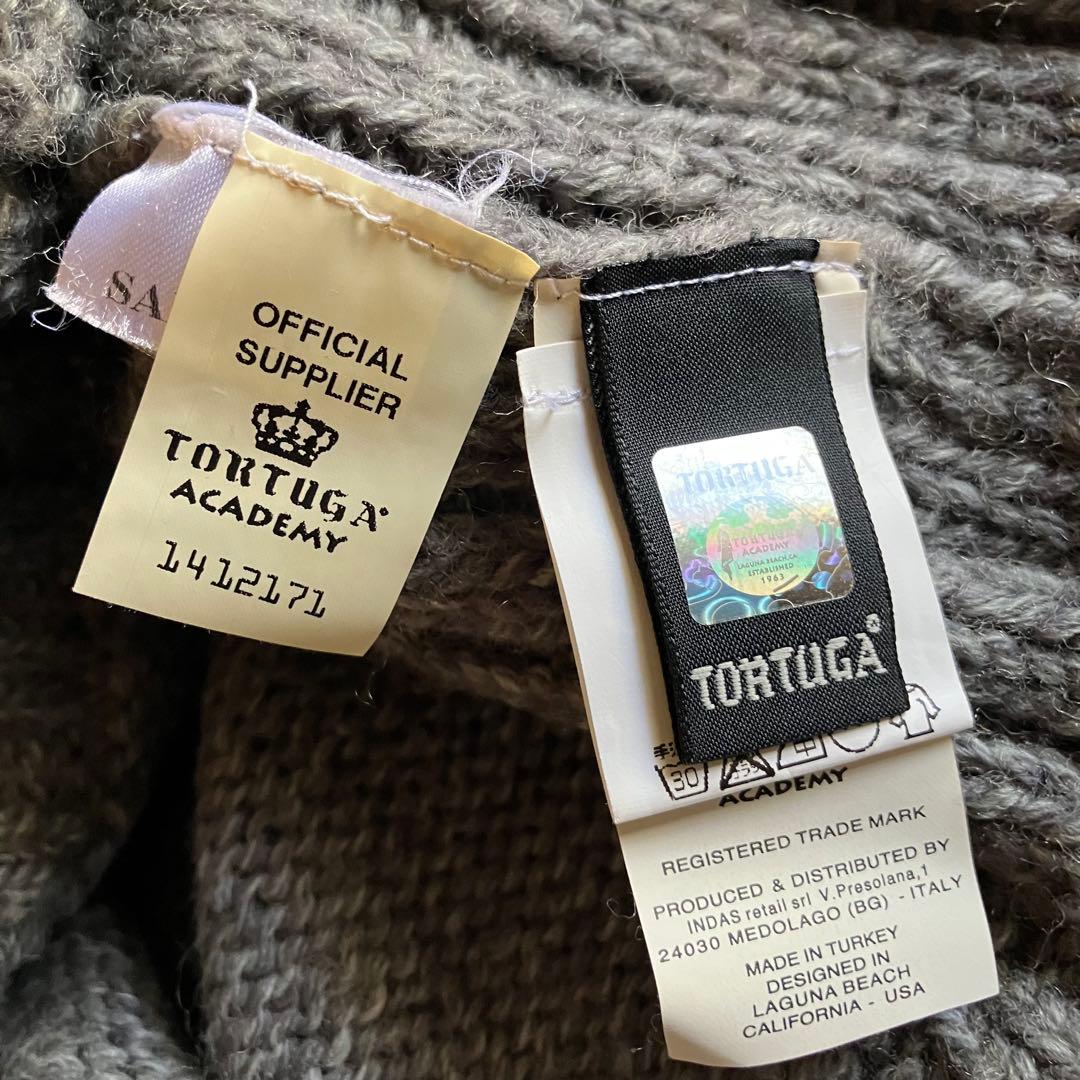 SA
OFFICIAL
SUPPLIER
TORTUGA®
ACADEMY
1412171
TORTUGA
TORTUGA
ACADEMY
LAGUNA BEACH, CA
ESTABLISHED
1963
TORTUGA®
手
30
ACADEMY
REGISTERED TRADE MARK
PRODUCED & DISTRIBUTED BY
INDAS retail srl V.Presolana,1
24030 MEDOLAGO (BG) - ITALY
MADE IN TURKEY
DESIGNED IN
LAGUNA BEACH
CALIFORNIA - USA